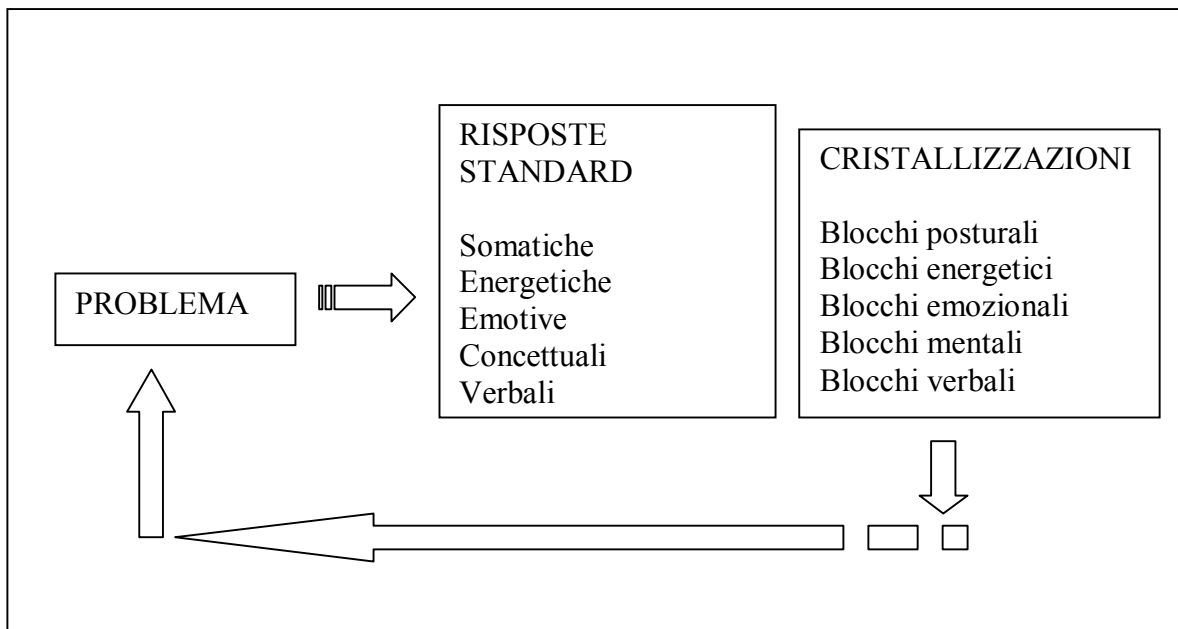 PROBLEMA
RISPOSTE
STANDARD
Somatiche
Energetiche
Emotive
Concettuali
Verbali
CRISTALLIZZAZIONI
Blocchi posturali
Blocchi energetici
Blocchi emozionali
Blocchi mentali
Blocchi verbali